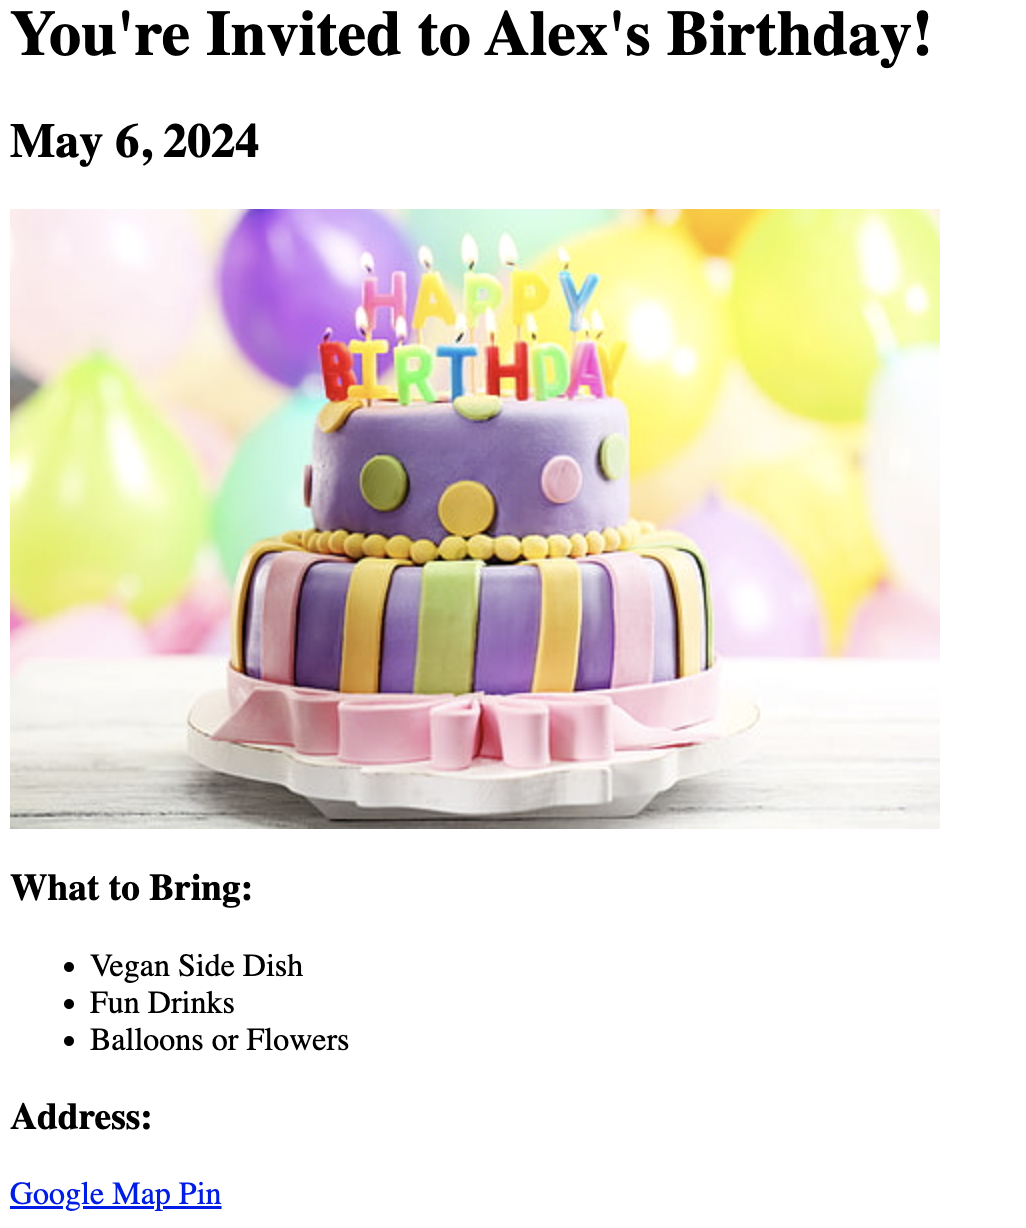 You're Invited to Alex's Birthday!
May 6, 2024
HAPPY
BIRTHDAY
What to Bring:
Vegan Side Dish
Fun Drinks
Balloons or Flowers
Address:
Google Map Pin